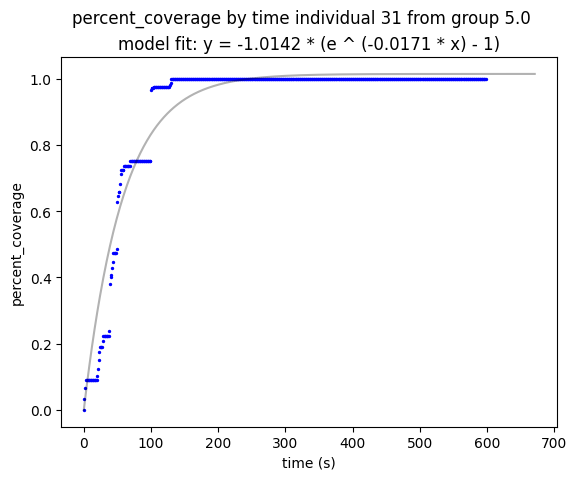 percent_coverage by time individual 31 from group 5.0
model fit: y = -1.0142 * (e ^ (-0.0171 * x) - 1)
1.0
0.8
0.6
0.4
0.2
0.0
percent_coverage
0 100 200 300 400 500 600 700
time (s)